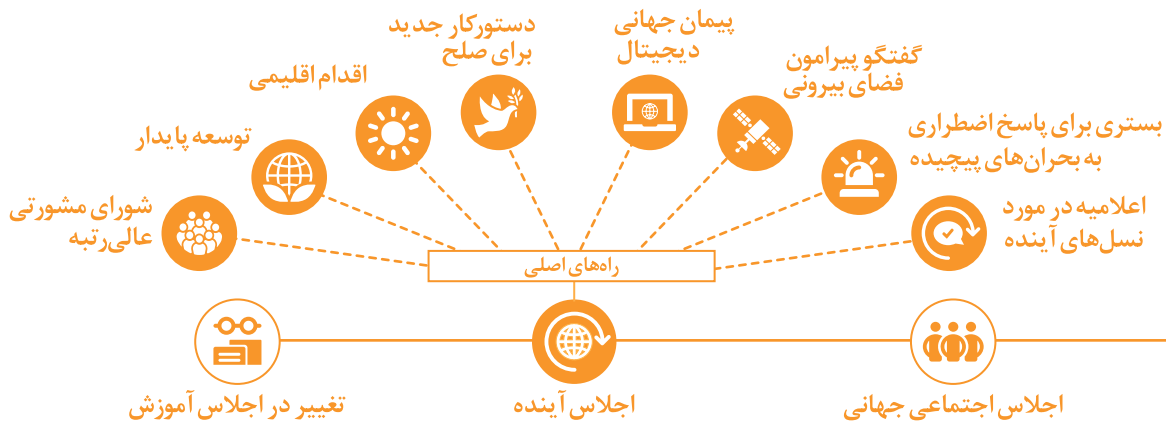 اعلامیه در مورد
نسل‌های آینده
بستری برای پاسخ اضطراری
به بحران‌های پیچیده
گفتگو پیرامون
فضای بیرونی
پیمان جهانی
دیجیتال
دستورکار جدید
برای صلح
اقدام اقلیمی
توسعه پایدار
شورای مشورتی
عالی‌رتبه
راه‌های اصلی
اجلاس اجتماعی جهانی
اجلاس آینده
تغییر در اجلاس آموزش